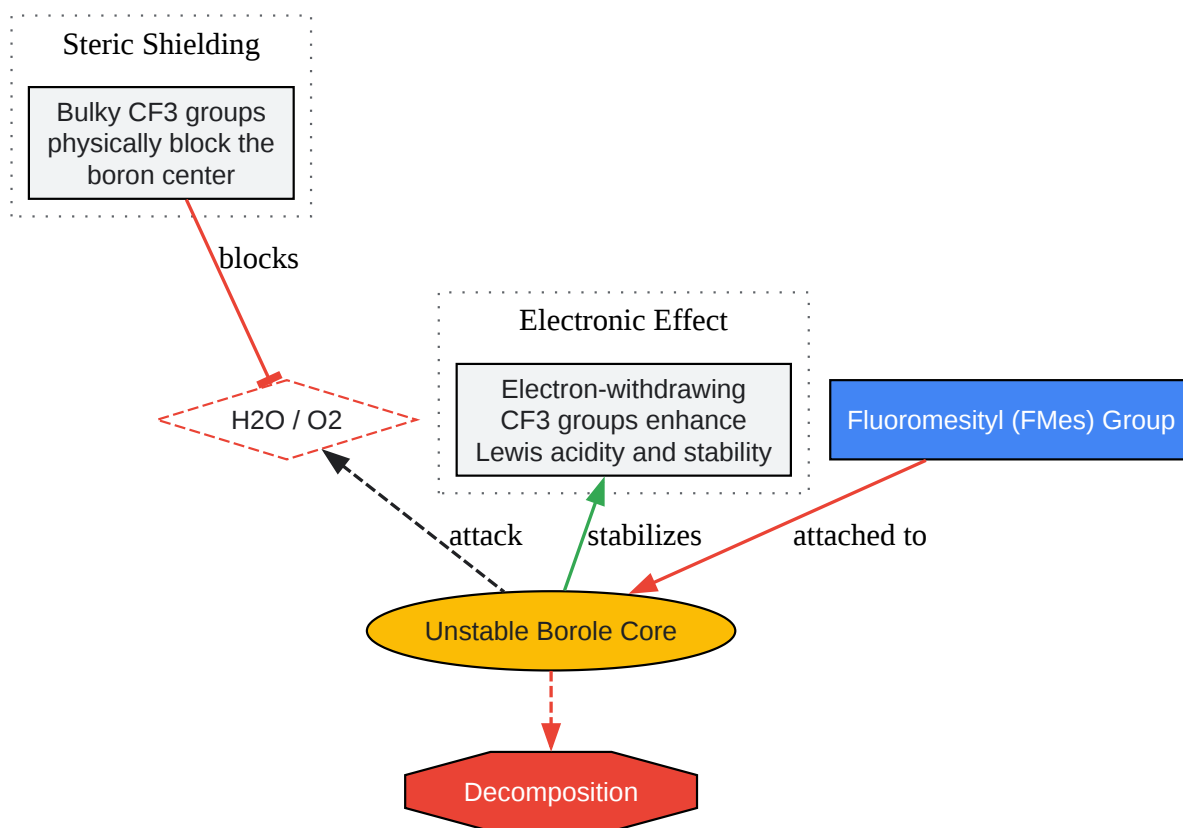 Steric Shielding
Bulky CF3 groups
physically block the
boron center
blocks
Electronic Effect
Electron-withdrawing
CF3 groups enhance
Lewis acidity and stability
H2O / O2
Fluoromesityl (FMes) Group
attack
stabilizes
attached to
Unstable Borole Core
Decomposition